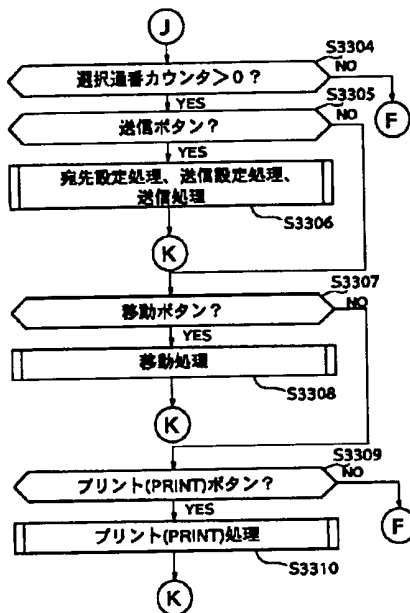 J
S3304
選択通番カウンタ>0?
NO
YES
F
S3305
送信ボタン?
NO
YES
宛先設定処理、送信設定処理、
送信処理
S3306
K
S3307
移動ボタン?
NO
YES
移動処理
S3308
K
S3309
プリント(PRINT)ボタン?
NO
YES
F
プリント(PRINT)処理
S3310
K